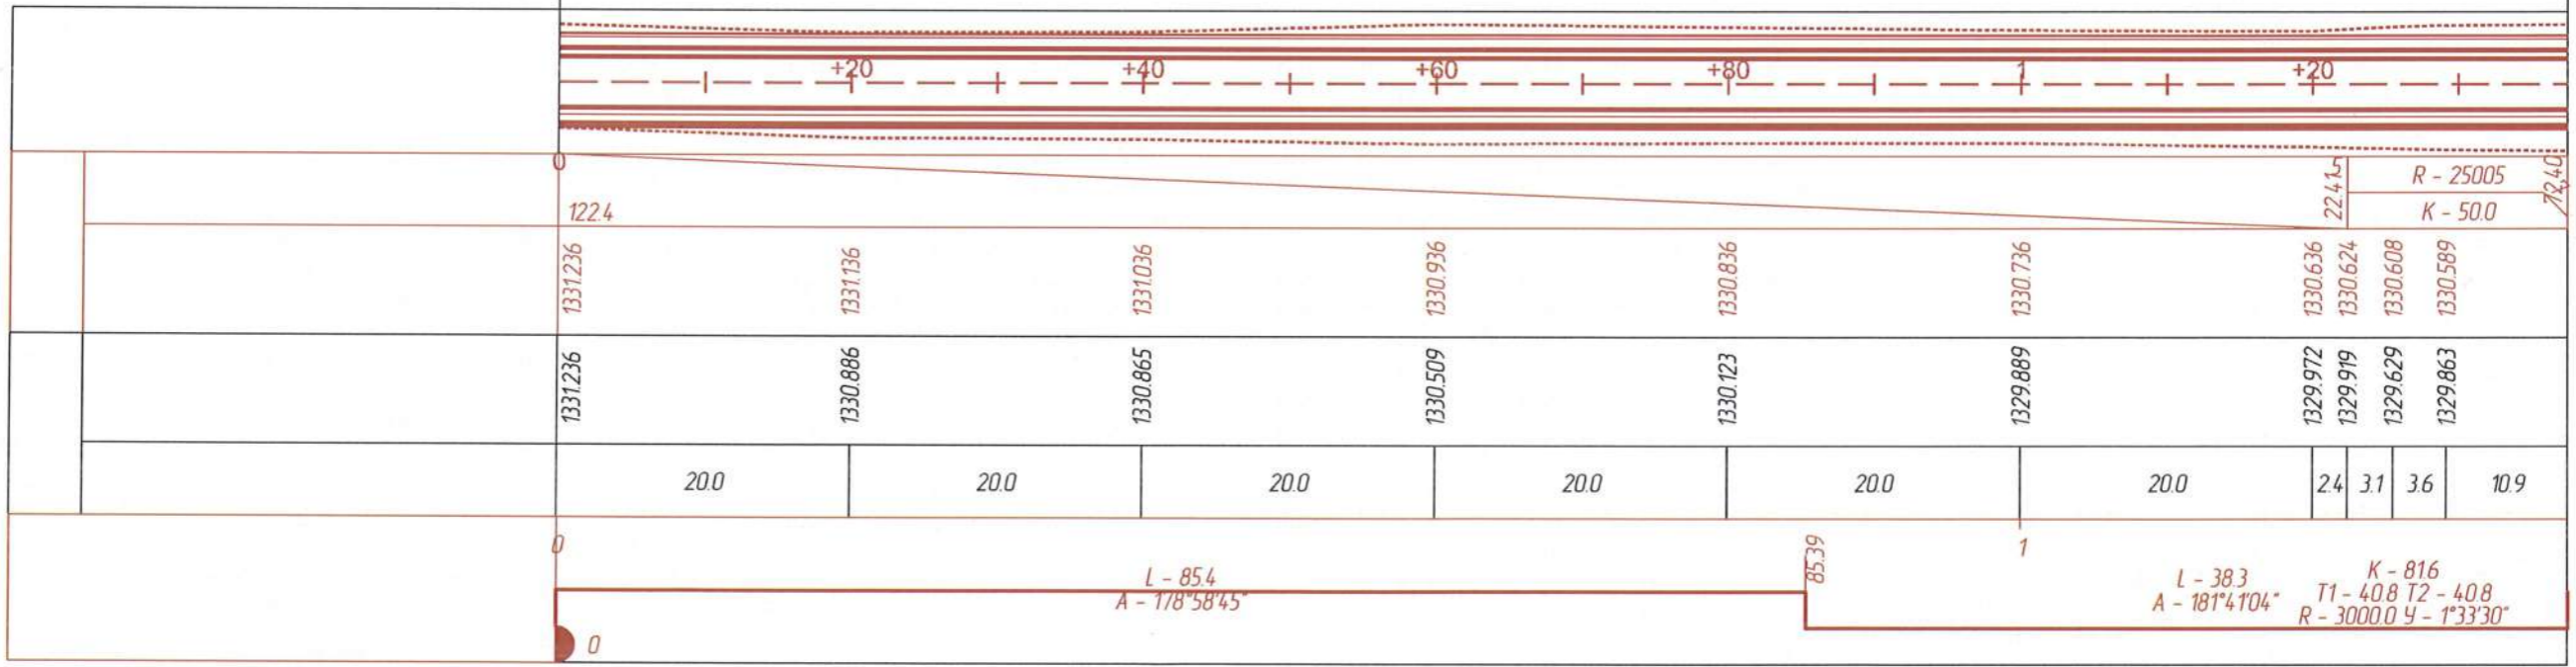 +20 +40 +60 +80 1 +20
0
122.4
22.415
R - 25005
K - 50.0
72.40
1331.236 1331.136 1331.036 1330.936 1330.836 1330.736 1330.636 1330.624 1330.608 1330.589
1331.236 1330.886 1330.865 1330.509 1330.123 1329.889 1329.972 1329.919 1329.629 1329.863
20.0 20.0 20.0 20.0 20.0 20.0 2.4 3.1 3.6 10.9
0 85.39 1
L - 85.4
A - 178°58'45"
L - 38.3
A - 181°41'04"
K - 81.6
T1 - 40.8 T2 - 40.8
R - 3000.0 У - 1°33'30"
0